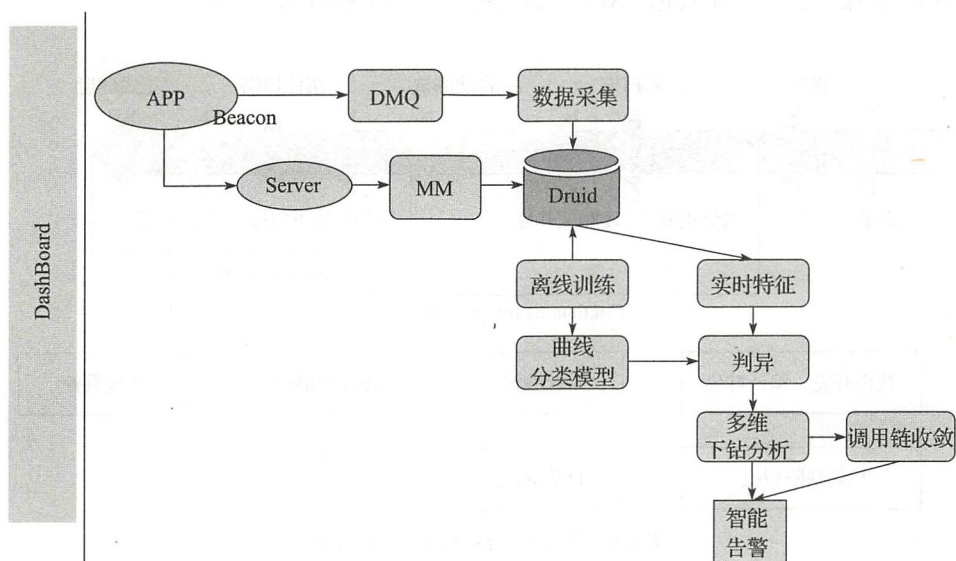 DashBoard
APP
Beacon
DMQ
数据采集
Server
MM
Druid
离线训练
实时特征
曲线
分类模型
判异
多维
下钻分析
调用链收敛
智能
告警